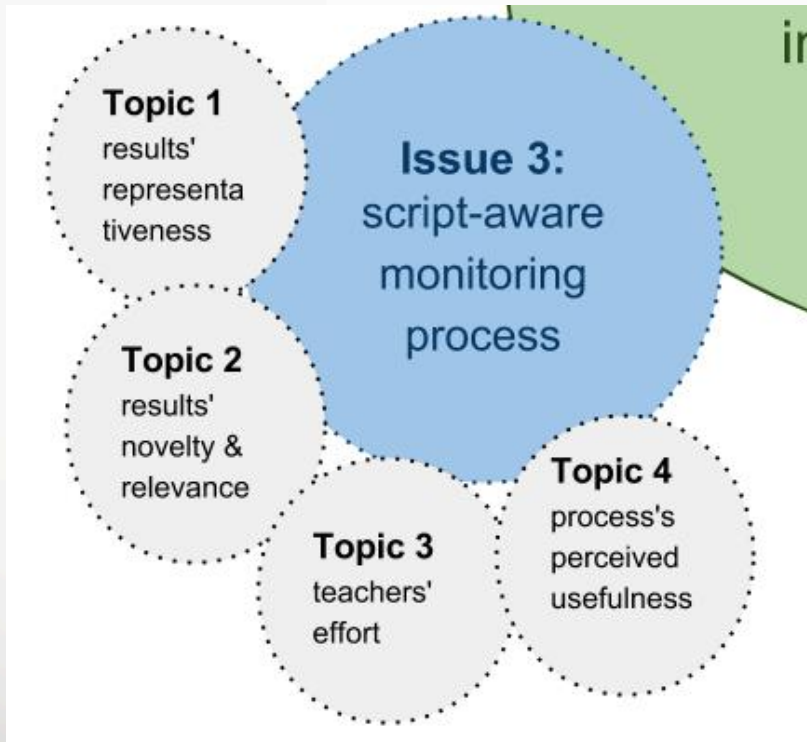 Topic 1
results'
representa
tiveness
Issue 3:
script-aware
monitoring
process
Topic 2
results'
novelty &
relevance
Topic 3
teachers'
effort
Topic 4
process's
perceived
usefulness